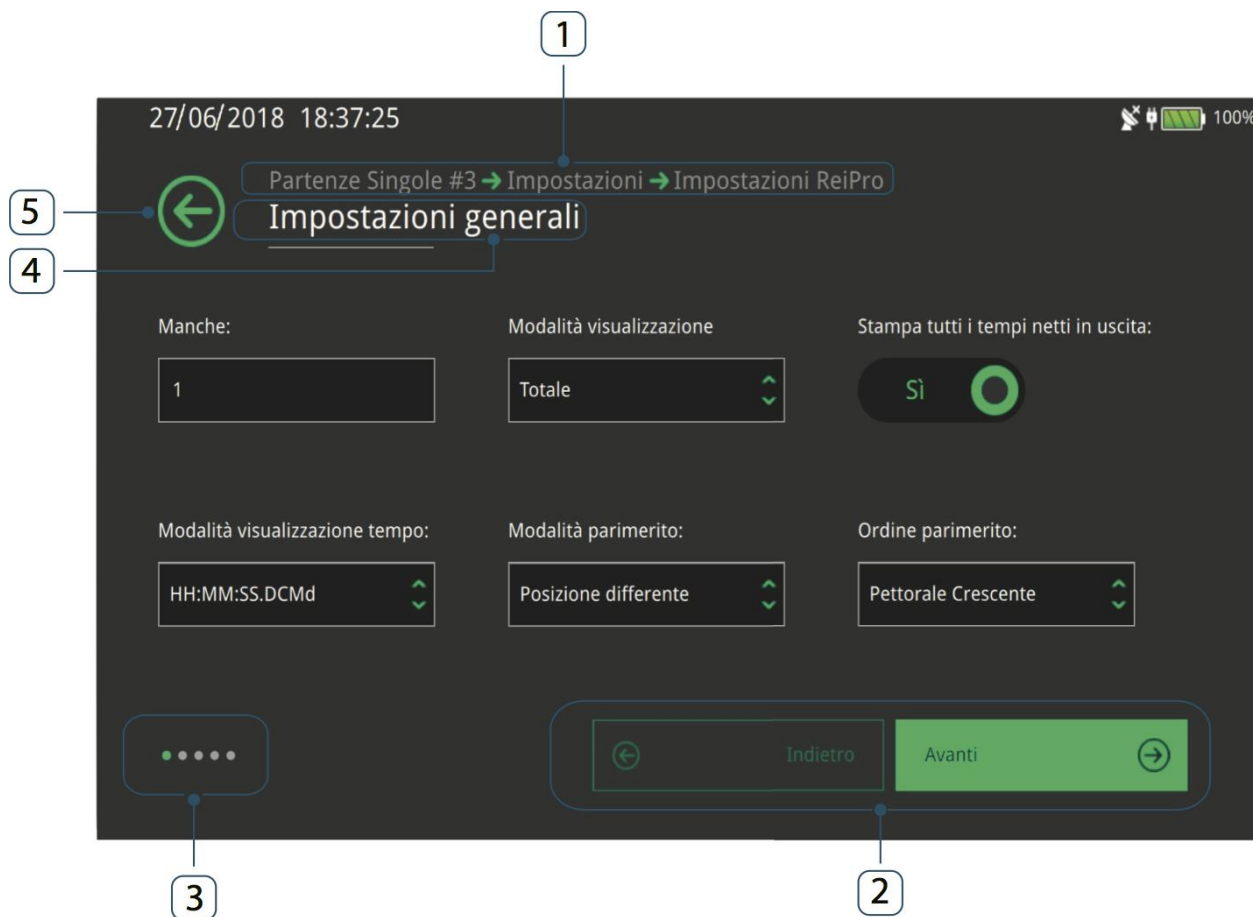 1
27/06/2018 18:37:25 100%
Partenze Singole #3 → Impostazioni → Impostazioni ReiPro
5
Impostazioni generali
4
Manche: Modalità visualizzazione Stampa tutti i tempi netti in uscita:
1 Totale Sì
Modalità visualizzazione tempo: Modalità parimerito: Ordine parimerito:
HH:MM:SS.DCMd Posizione differente Pettorale Crescente
Indietro Avanti
3 2